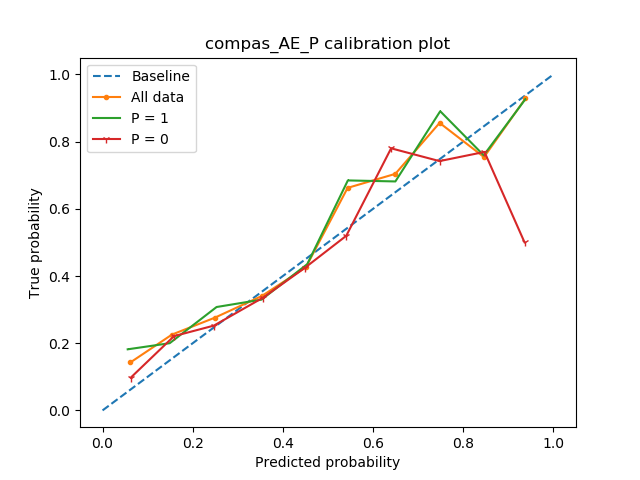 compas_AE_P calibration plot
Baseline
All data
P = 1
P = 0
1.0
0.8
0.6
0.4
0.2
0.0
True probability
0.0 0.2 0.4 0.6 0.8 1.0
Predicted probability